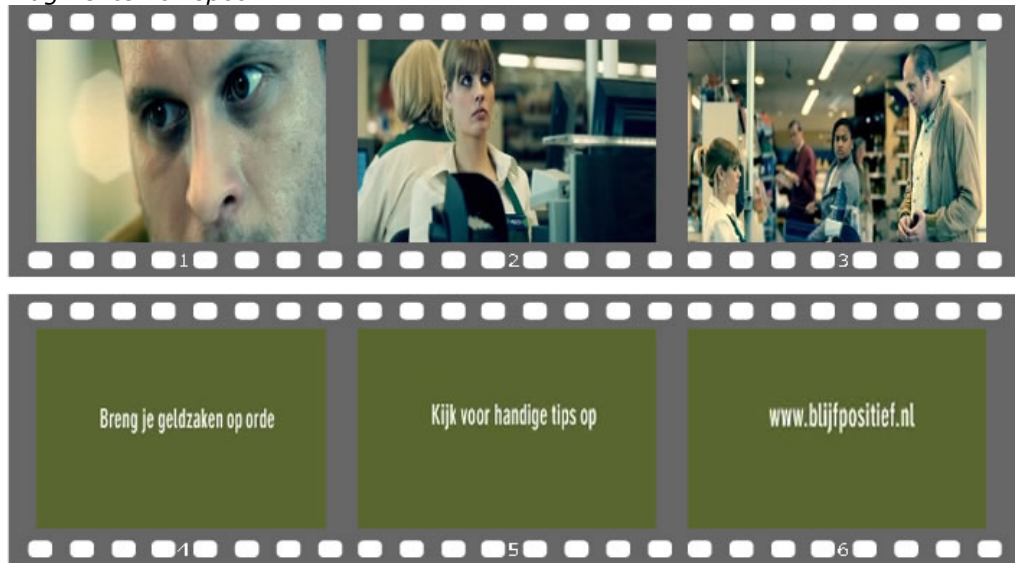 1 2 3
Breng je geldzaken op orde
Kijk voor handige tips op
www.blijfpositief.nl
4 5 6